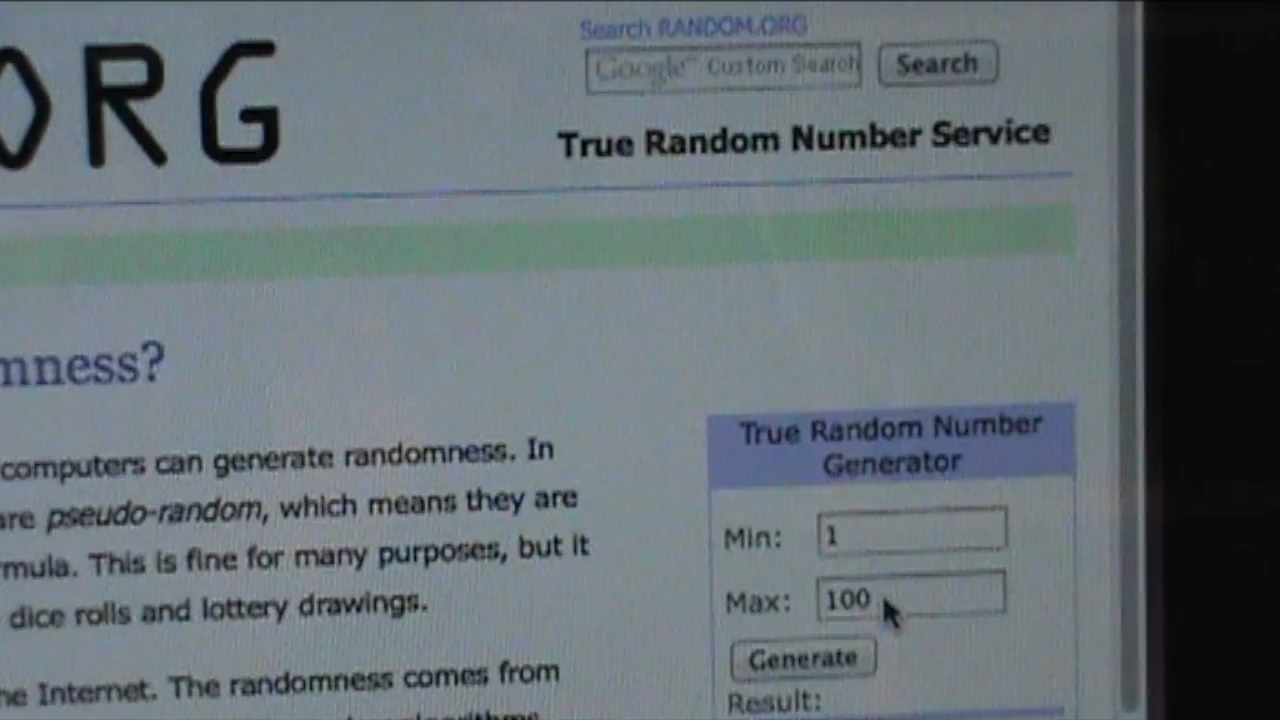 ORG
Search RANDOM.ORG
Google™ Custom Search
Search
True Random Number Service
mness?
computers can generate randomness. In
are pseudo-random, which means they are
rmula. This is fine for many purposes, but it
dice rolls and lottery drawings.
he Internet. The randomness comes from
True Random Number
Generator
Min: 1
Max: 100
Generate
Result: